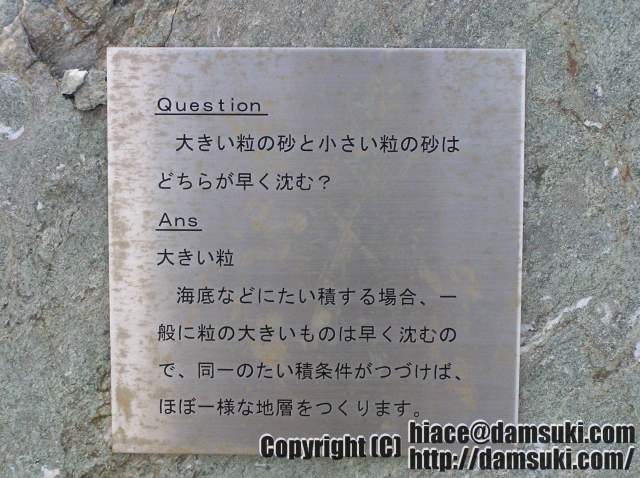 Question
大きい粒の砂と小さい粒の砂は
どちらが早く沈む？
Ans
大きい粒
海底などにたい積する場合、一
般に粒の大きいものは早く沈むの
で、同一のたい積条件がつづけば、
ほぼ一様な地層をつくります。
Copyright (C) hiace@damsuki.com
http://damsuki.com/